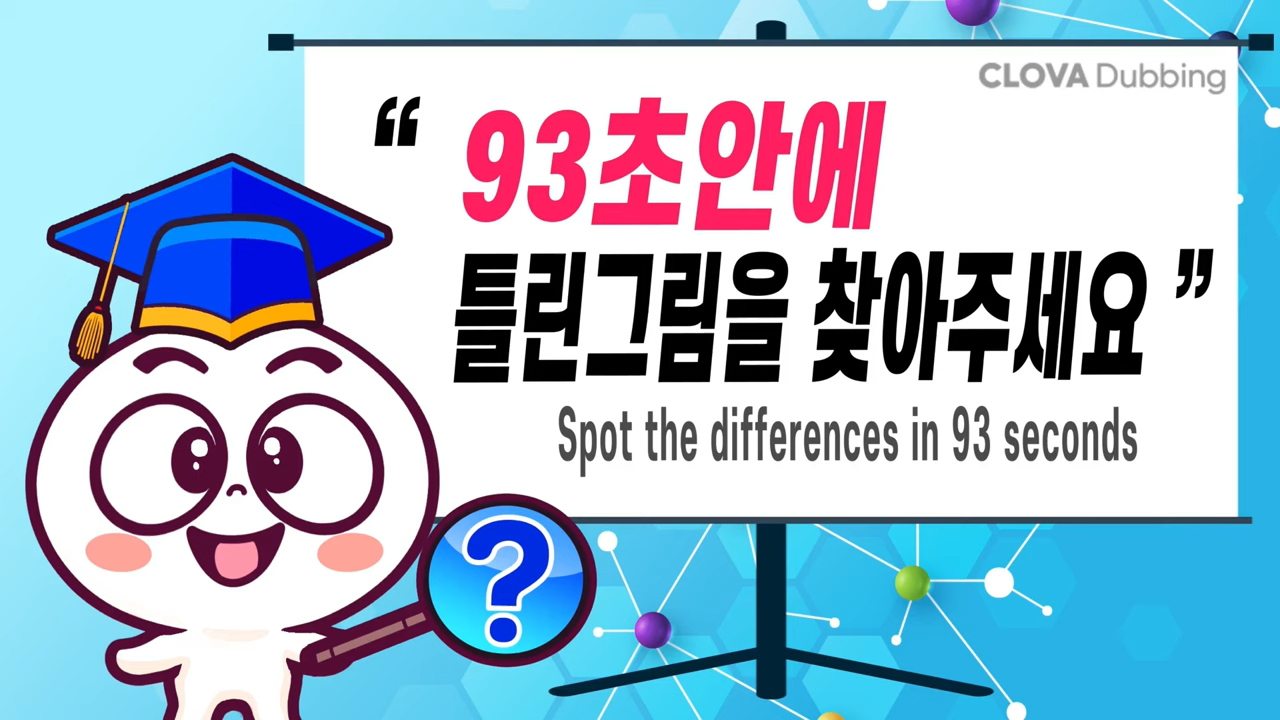 CLOVA Dubbing
“ 93초안에
틀린그림을 찾아주세요 ”
Spot the differences in 93 seconds
?